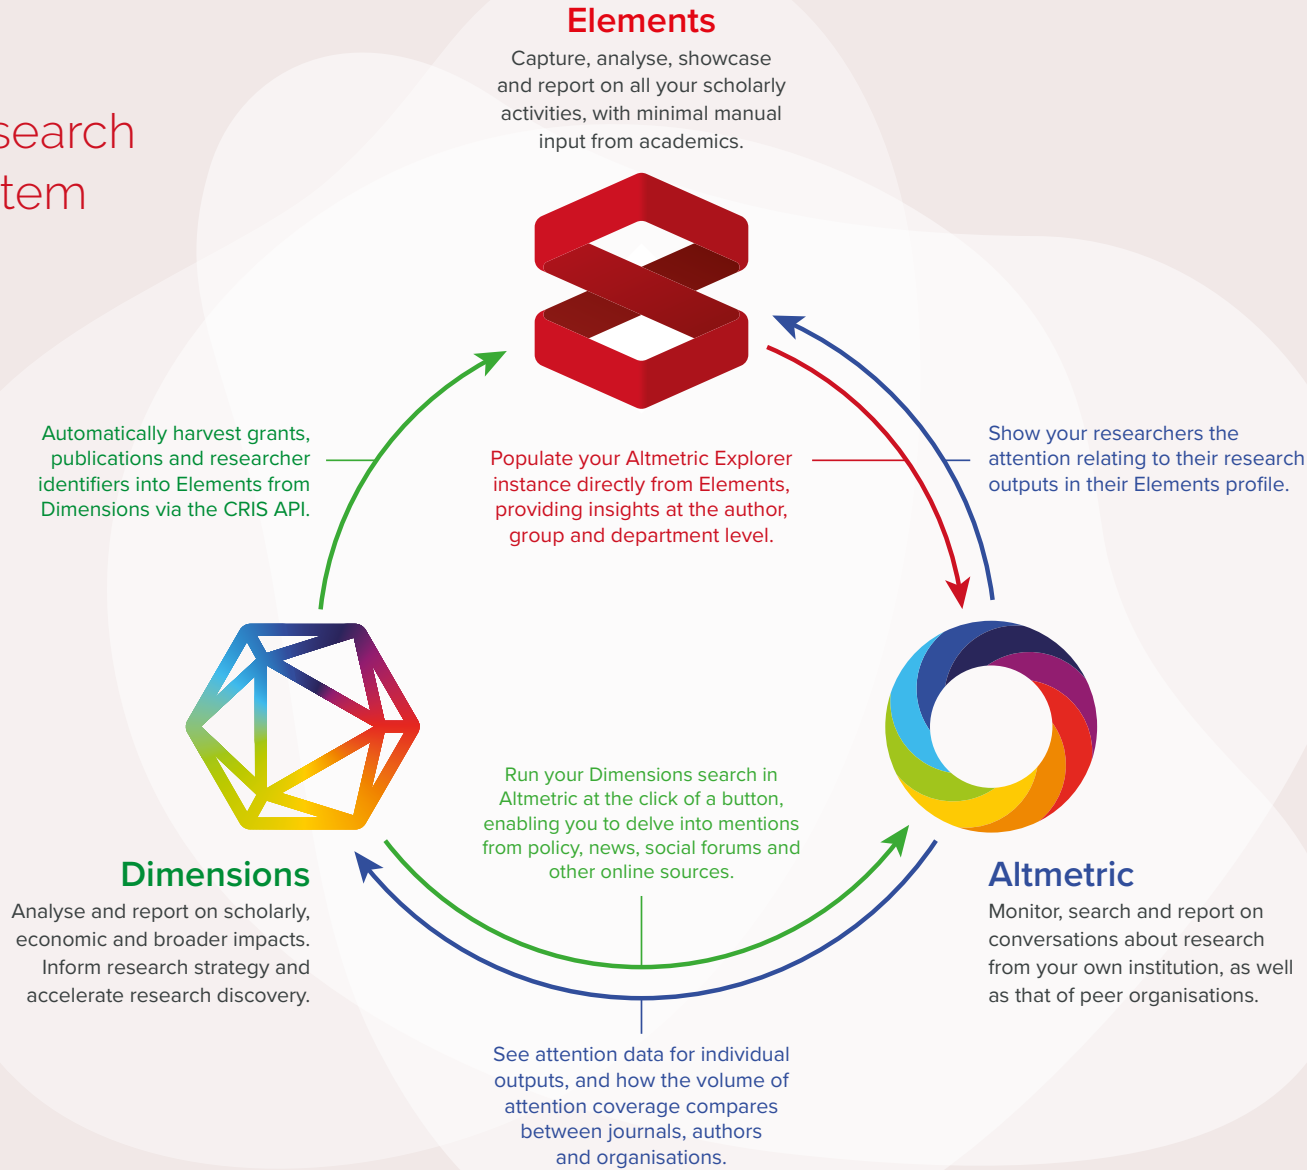 Elements
Capture, analyse, showcase
and report on all your scholarly
activities, with minimal manual
input from academics.
search
tem
Automatically harvest grants,
publications and researcher
identifiers into Elements from
Dimensions via the CRIS API.
Populate your Altmetric Explorer
instance directly from Elements,
providing insights at the author,
group and department level.
Show your researchers the
attention relating to their research
outputs in their Elements profile.
Run your Dimensions search in
Altmetric at the click of a button,
enabling you to delve into mentions
from policy, news, social forums and
other online sources.
Dimensions
Analyse and report on scholarly,
economic and broader impacts.
Inform research strategy and
accelerate research discovery.
Altmetric
Monitor, search and report on
conversations about research
from your own institution, as well
as that of peer organisations.
See attention data for individual
outputs, and how the volume of
attention coverage compares
between journals, authors
and organisations.